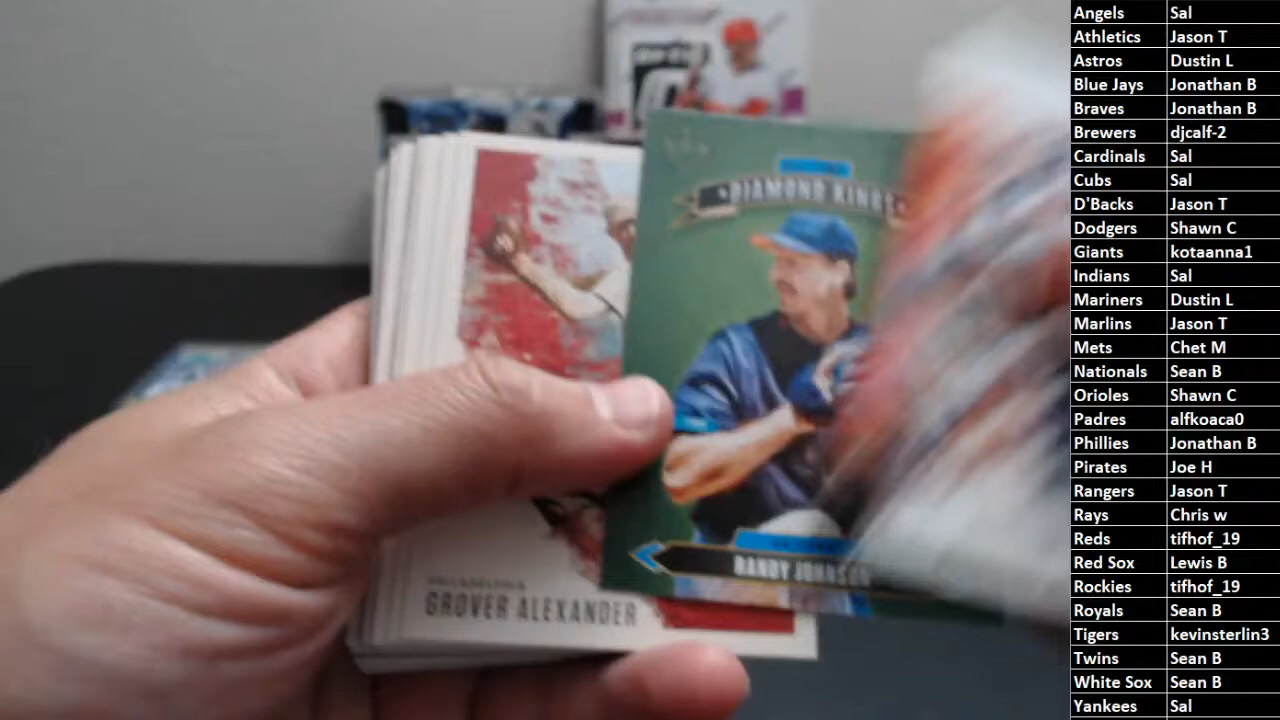 DIAMOND KINGS
RANDY JOHNSON
PHILADELPHIA
GROVER ALEXANDER
Angels Sal
Athletics Jason T
Astros Dustin L
Blue Jays Jonathan B
Braves Jonathan B
Brewers djcalf-2
Cardinals Sal
Cubs Sal
D'Backs Jason T
Dodgers Shawn C
Giants kotaanna1
Indians Sal
Mariners Dustin L
Marlins Jason T
Mets Chet M
Nationals Sean B
Orioles Shawn C
Padres alfkoaca0
Phillies Jonathan B
Pirates Joe H
Rangers Jason T
Rays Chris w
Reds tifhof_19
Red Sox Lewis B
Rockies tifhof_19
Royals Sean B
Tigers kevinsterlin3
Twins Sean B
White Sox Sean B
Yankees Sal